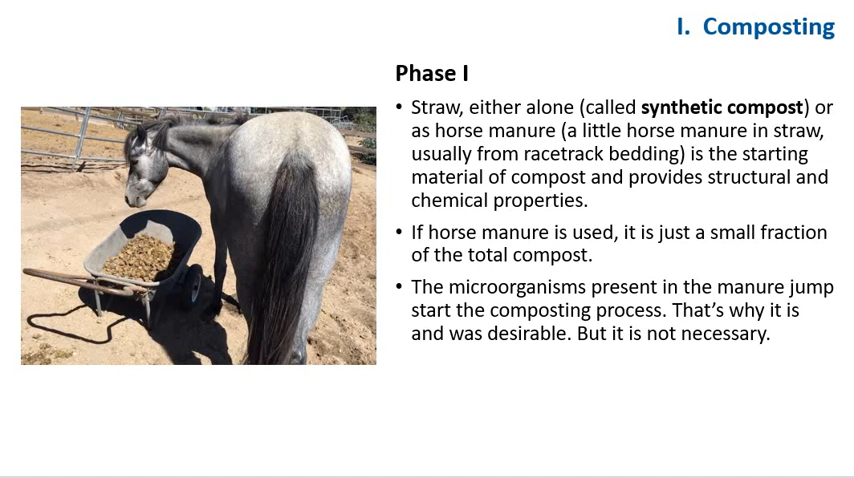 I. Composting
Phase I
• Straw, either alone (called synthetic compost) or
as horse manure (a little horse manure in straw,
usually from racetrack bedding) is the starting
material of compost and provides structural and
chemical properties.
• If horse manure is used, it is just a small fraction
of the total compost.
• The microorganisms present in the manure jump
start the composting process. That’s why it is
and was desirable. But it is not necessary.